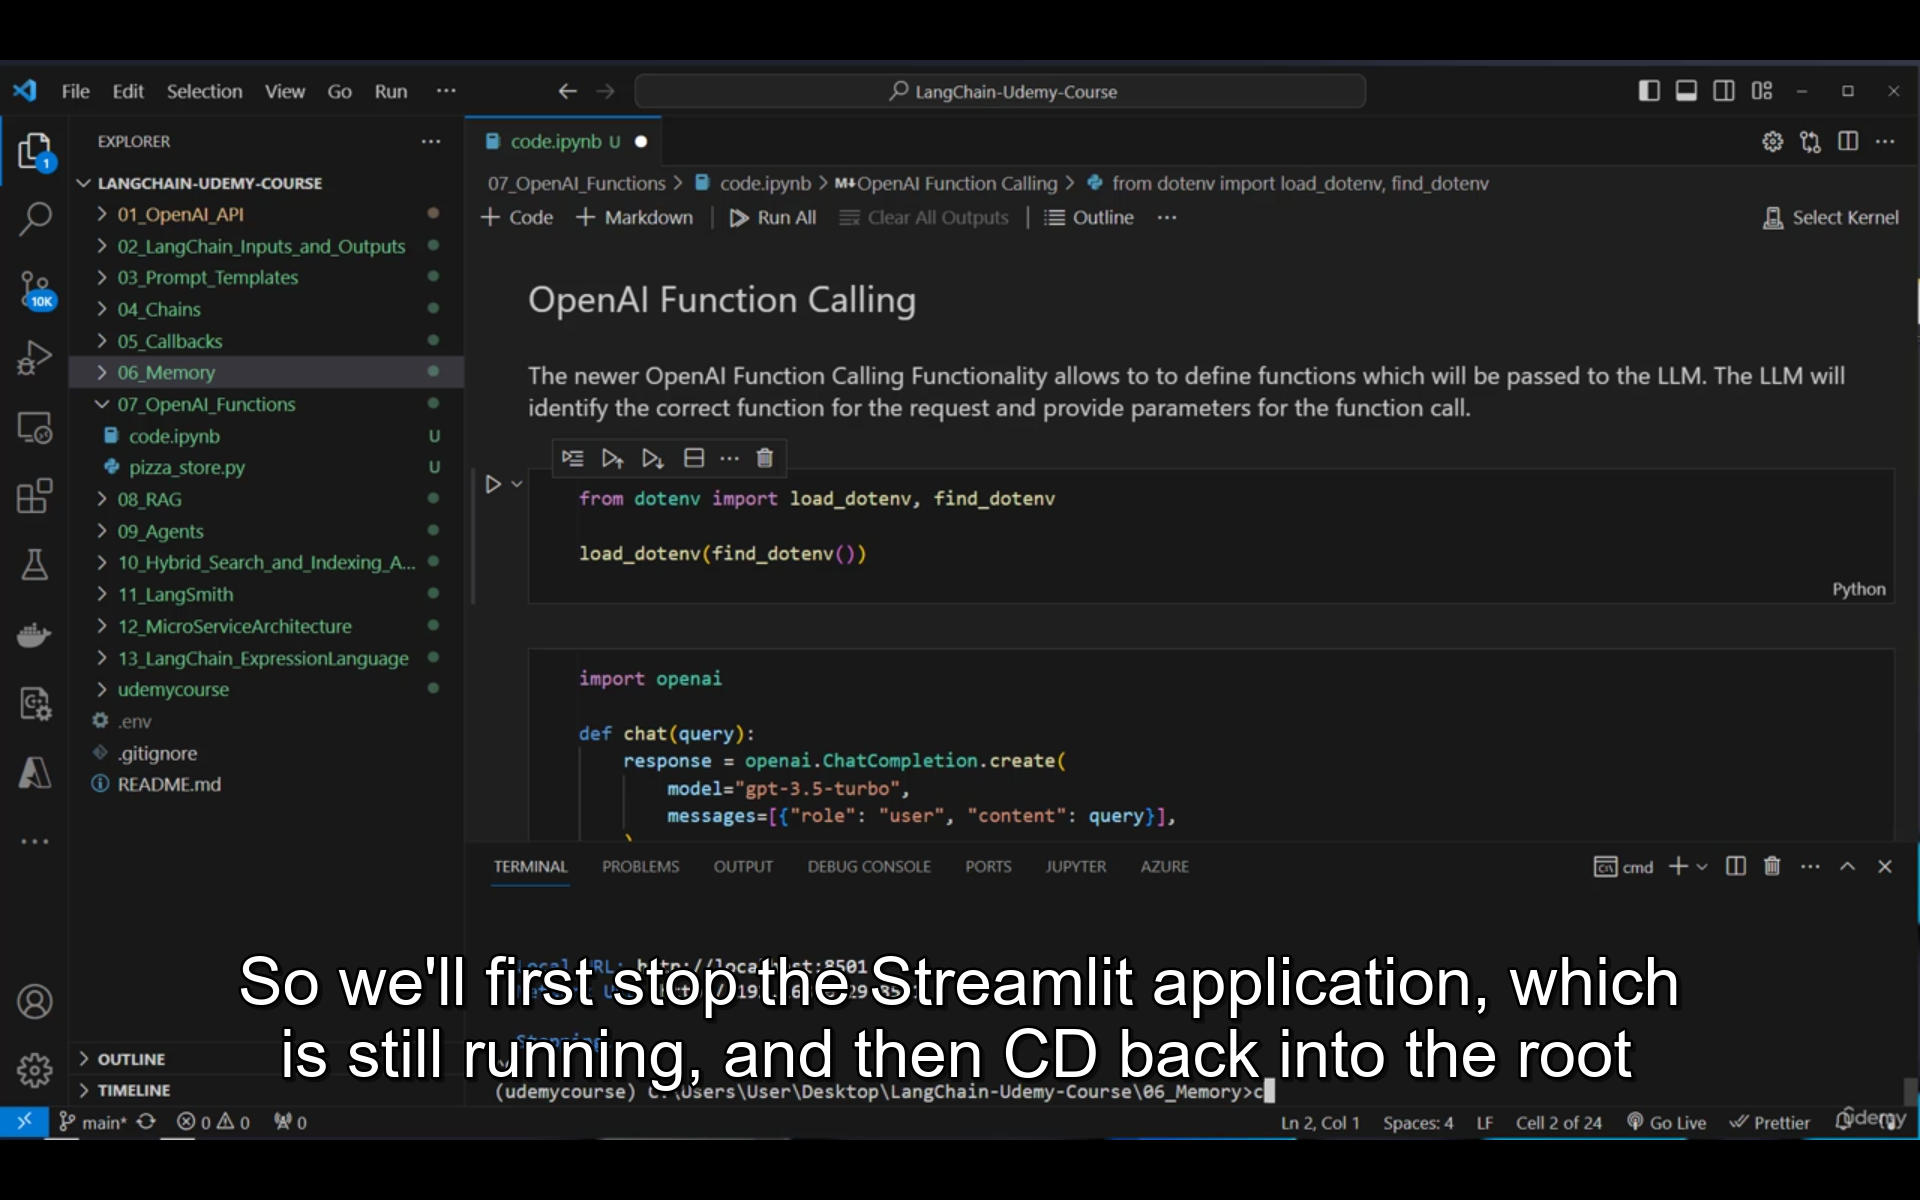 File Edit Selection View Go Run ··· LangChain-Udemy-Course
EXPLORER
1
LANGCHAIN-UDEMY-COURSE
01_OpenAI_API
02_LangChain_Inputs_and_Outputs
03_Prompt_Templates
10K
04_Chains
05_Callbacks
06_Memory
07_OpenAI_Functions
code.ipynb U
pizza_store.py U
08_RAG
09_Agents
10_Hybrid_Search_and_Indexing_A...
11_LangSmith
12_MicroServiceArchitecture
13_LangChain_ExpressionLanguage
udemycourse
.env
.gitignore
README.md
OUTLINE
TIMELINE
code.ipynb U
07_OpenAI_Functions > code.ipynb > M↓OpenAI Function Calling > from dotenv import load_dotenv, find_dotenv
+ Code + Markdown | Run All Clear All Outputs | Outline ··· Select Kernel
OpenAI Function Calling
The newer OpenAI Function Calling Functionality allows to to define functions which will be passed to the LLM. The LLM will
identify the correct function for the request and provide parameters for the function call.
from dotenv import load_dotenv, find_dotenv
load_dotenv(find_dotenv())
Python
import openai
def chat(query):
response = openai.ChatCompletion.create(
model="gpt-3.5-turbo",
messages=[{"role": "user", "content": query}],
)
TERMINAL PROBLEMS OUTPUT DEBUG CONSOLE PORTS JUPYTER AZURE cmd
So we'll first stop the Streamlit application, which
is still running, and then CD back into the root
(udemycourse) C:\Users\User\Desktop\LangChain-Udemy-Course\06_Memory>c
main* 0 0 0 Ln 2, Col 1 Spaces: 4 LF Cell 2 of 24 Go Live Prettier
udemy